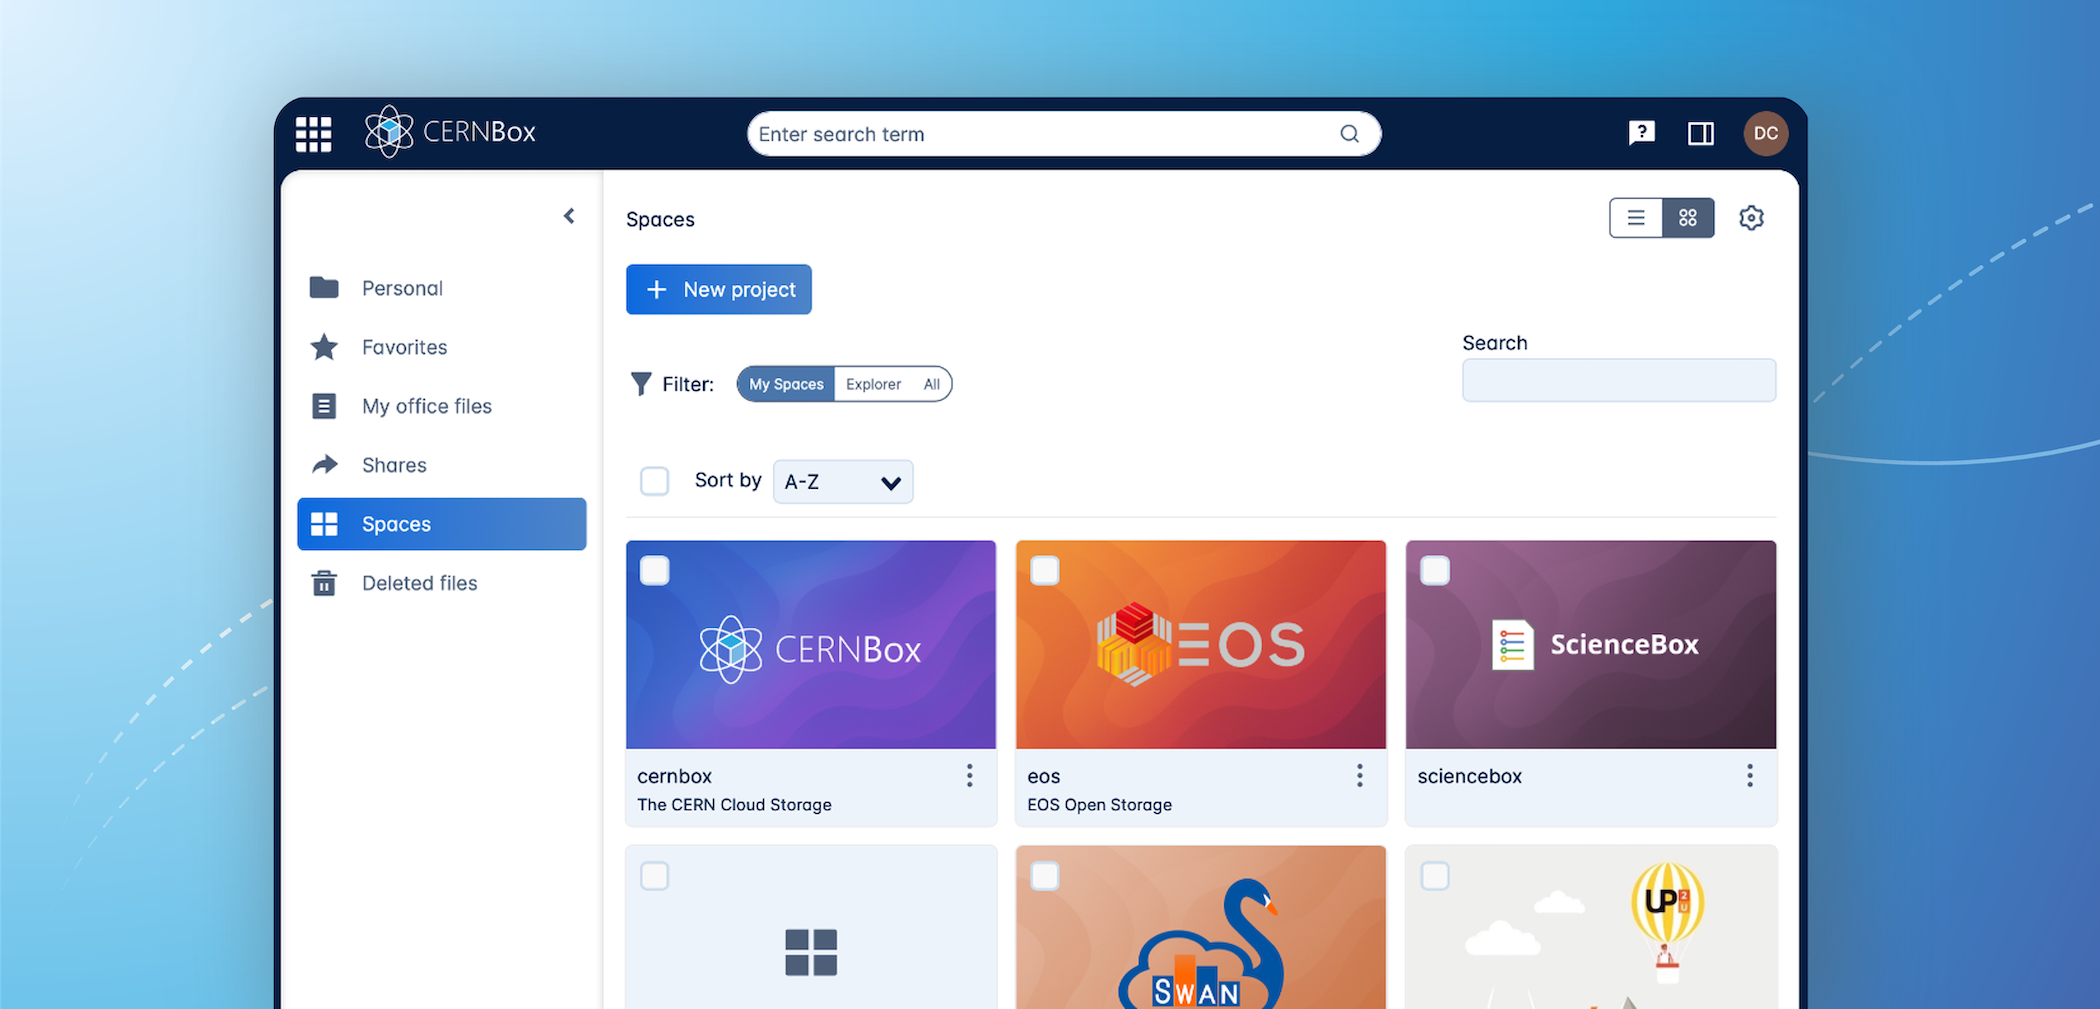 CERNBox
Enter search term
?
DC
Spaces
Personal
Favorites
My office files
Shares
Spaces
Deleted files
+ New project
Search
Filter: My Spaces Explorer All
Sort by A-Z
CERNBox
EOS
ScienceBox
cernbox
The CERN Cloud Storage
eos
EOS Open Storage
sciencebox
SWAN
UP2U